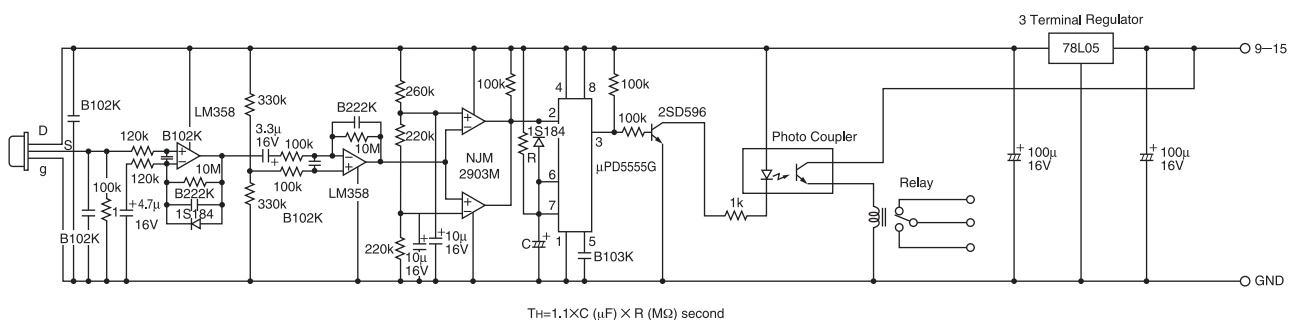 3 Terminal Regulator
78L05
9–15
D
S
g
B102K
LM358
120k
B102K
120k
10M
B222K
1S184
100k
1
+4.7μ
16V
B102K
330k
3.3μ
16V
+
100k
100k
330k
B102K
B222K
10M
LM358
260k
220k
220k
+
10μ
16V
+
10μ
16V
NJM
2903M
100k
R
1S184
C
+
4
8
2
3
6
7
1
5
μPD5555G
B103K
100k
100k
2SD596
1k
Photo Coupler
Relay
+
100μ
16V
+
100μ
16V
GND
TH=1.1×C (μF) × R (MΩ) second